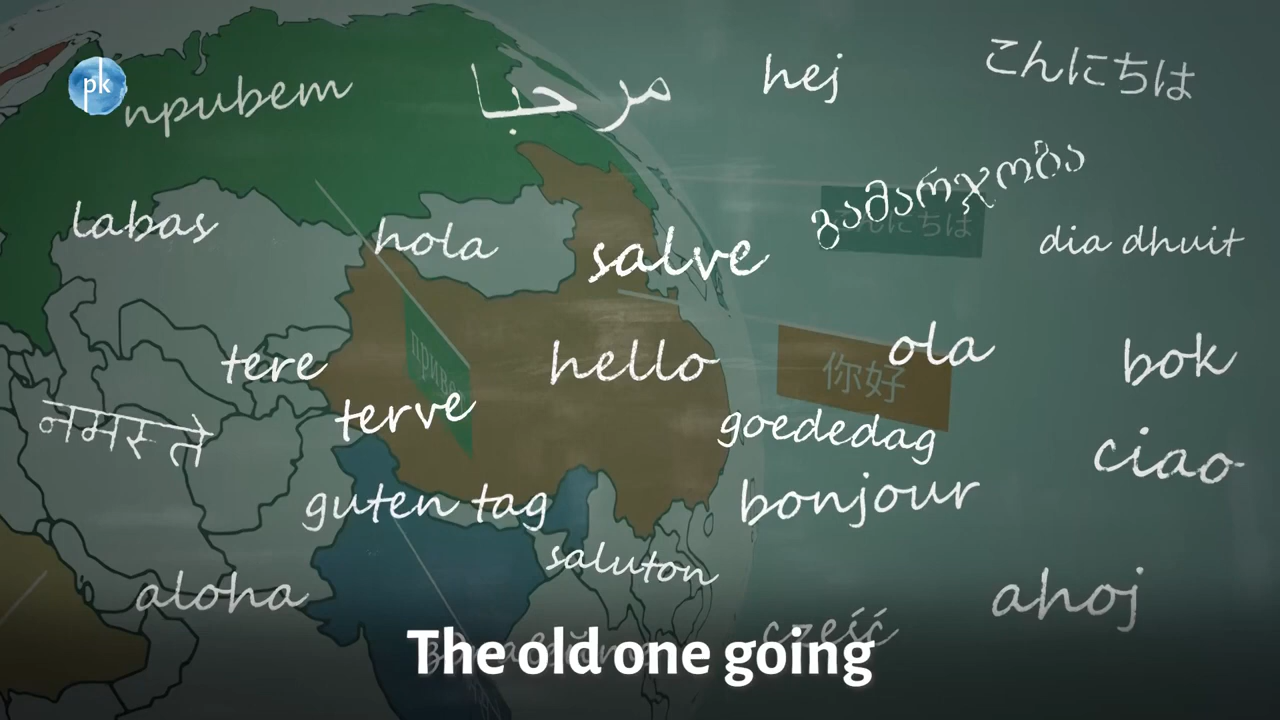 pk
привет
مرحبا
hej
こんにちは
გამარჯობა
labas
hola
salve
dia dhuit
tere
hello
你好
ola
bok
नमस्ते
terve
goededag
ciao
guten tag
bonjour
saluton
aloha
ahoj
cześć
The old one going